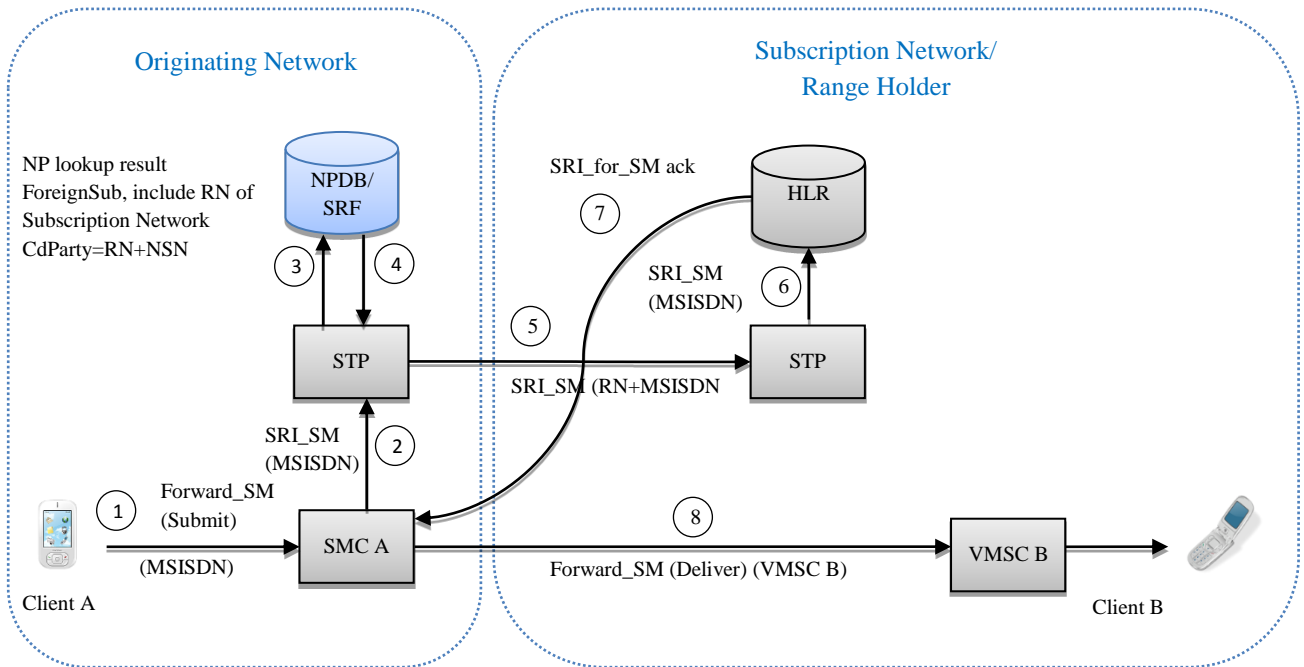 Originating Network
Subscription Network/
Range Holder
NP lookup result
ForeignSub, include RN of
Subscription Network
CdParty=RN+NSN
NPDB/
SRF
3
4
STP
SRI_SM
(MSISDN)
2
1
Forward_SM
(Submit)
(MSISDN)
Client A
SMC A
SRI_for_SM ack
7
HLR
SRI_SM
(MSISDN)
6
5
STP
SRI_SM (RN+MSISDN
8
Forward_SM (Deliver) (VMSC B)
VMSC B
Client B